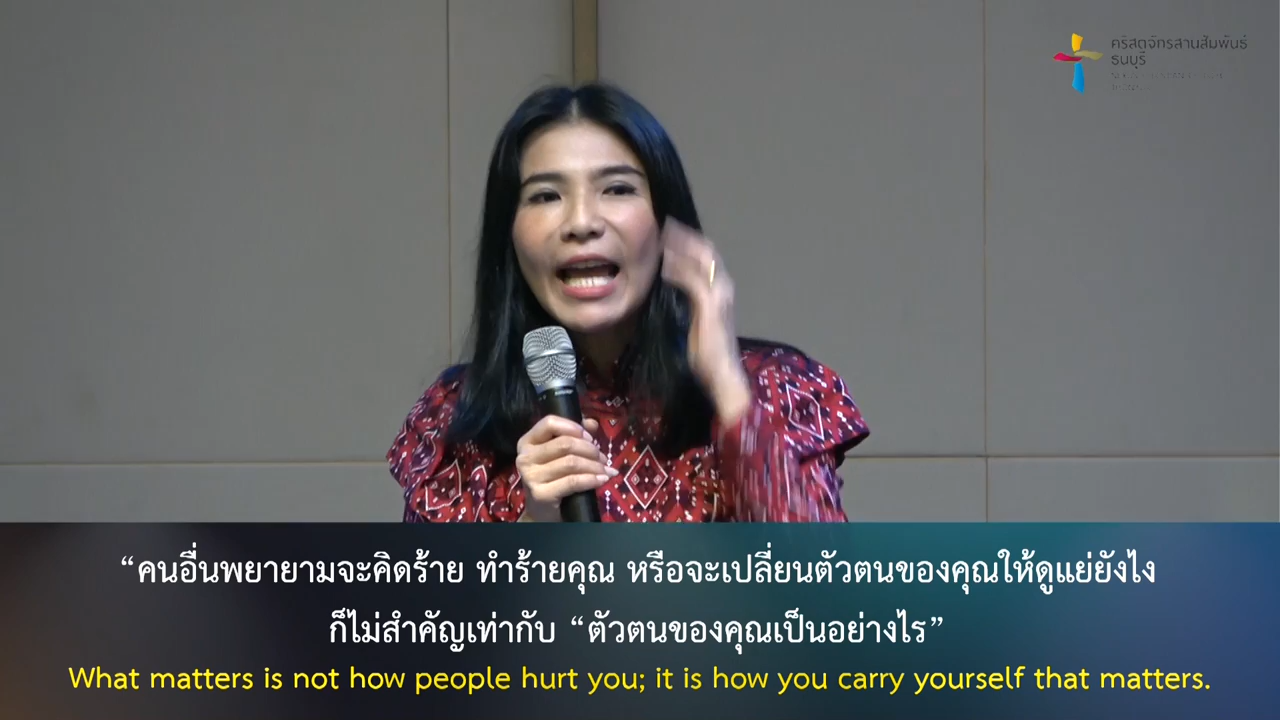 คริสตจักรสานสัมพันธ์
ธนบุรี
“คนอื่นพยายามจะคิดร้าย ทำร้ายคุณ หรือจะเปลี่ยนตัวตนของคุณให้ดูแย่ยังไง
ก็ไม่สำคัญเท่ากับ “ตัวตนของคุณเป็นอย่างไร”
What matters is not how people hurt you; it is how you carry yourself that matters.